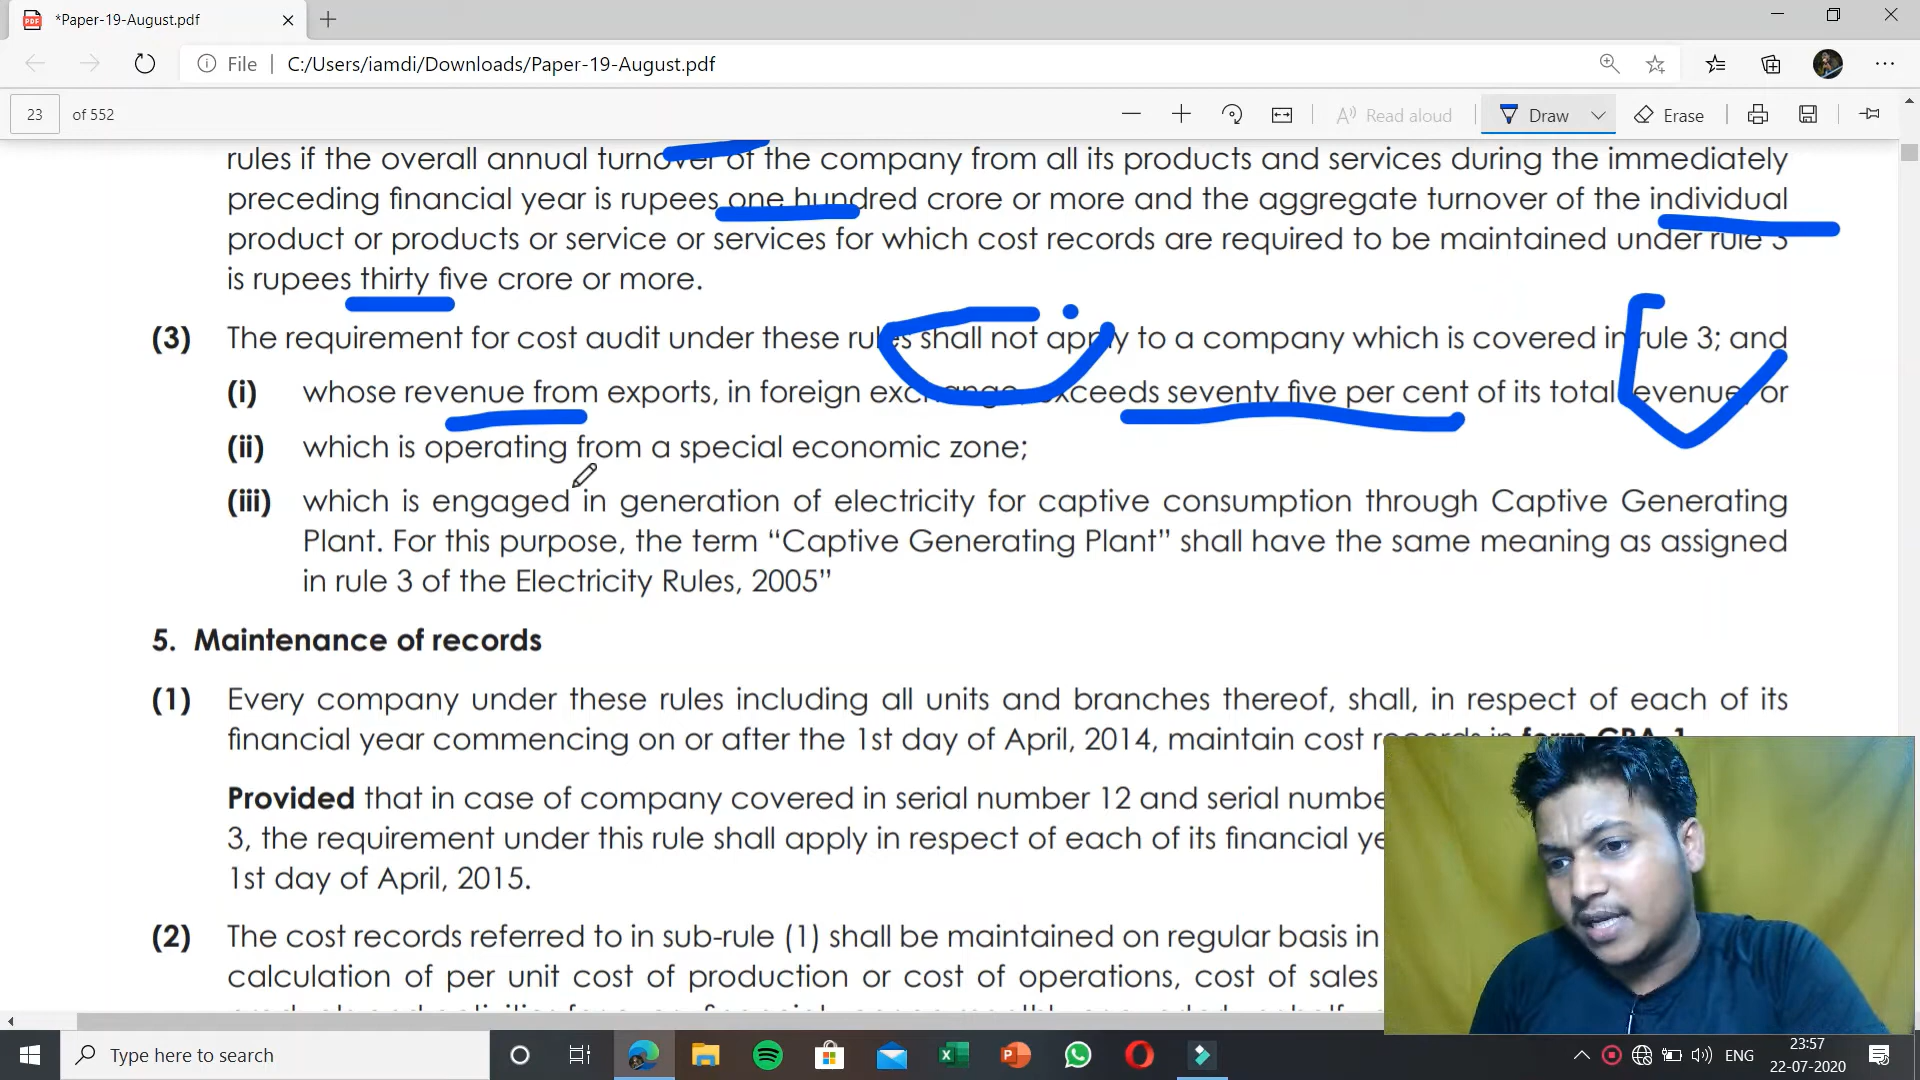 *Paper-19-August.pdf
File
C:/Users/iamdi/Downloads/Paper-19-August.pdf
23 of 552
Read aloud
Draw
Erase
rules if the overall annual turnover of the company from all its products and services during the immediately
preceding financial year is rupees one hundred crore or more and the aggregate turnover of the individual
product or products or service or services for which cost records are required to be maintained under rule 3
is rupees thirty five crore or more.
(3) The requirement for cost audit under these rules shall not apply to a company which is covered in rule 3; and
(i) whose revenue from exports, in foreign exchange, exceeds seventy five per cent of its total revenue, or
(ii) which is operating from a special economic zone;
(iii) which is engaged in generation of electricity for captive consumption through Captive Generating
Plant. For this purpose, the term “Captive Generating Plant” shall have the same meaning as assigned
in rule 3 of the Electricity Rules, 2005”
5. Maintenance of records
(1) Every company under these rules including all units and branches thereof, shall, in respect of each of its
financial year commencing on or after the 1st day of April, 2014, maintain cost records in form CRA-1
Provided that in case of company covered in serial number 12 and serial numbe
3, the requirement under this rule shall apply in respect of each of its financial ye
1st day of April, 2015.
(2) The cost records referred to in sub-rule (1) shall be maintained on regular basis in
calculation of per unit cost of production or cost of operations, cost of sales
Type here to search
ENG
23:57
22-07-2020